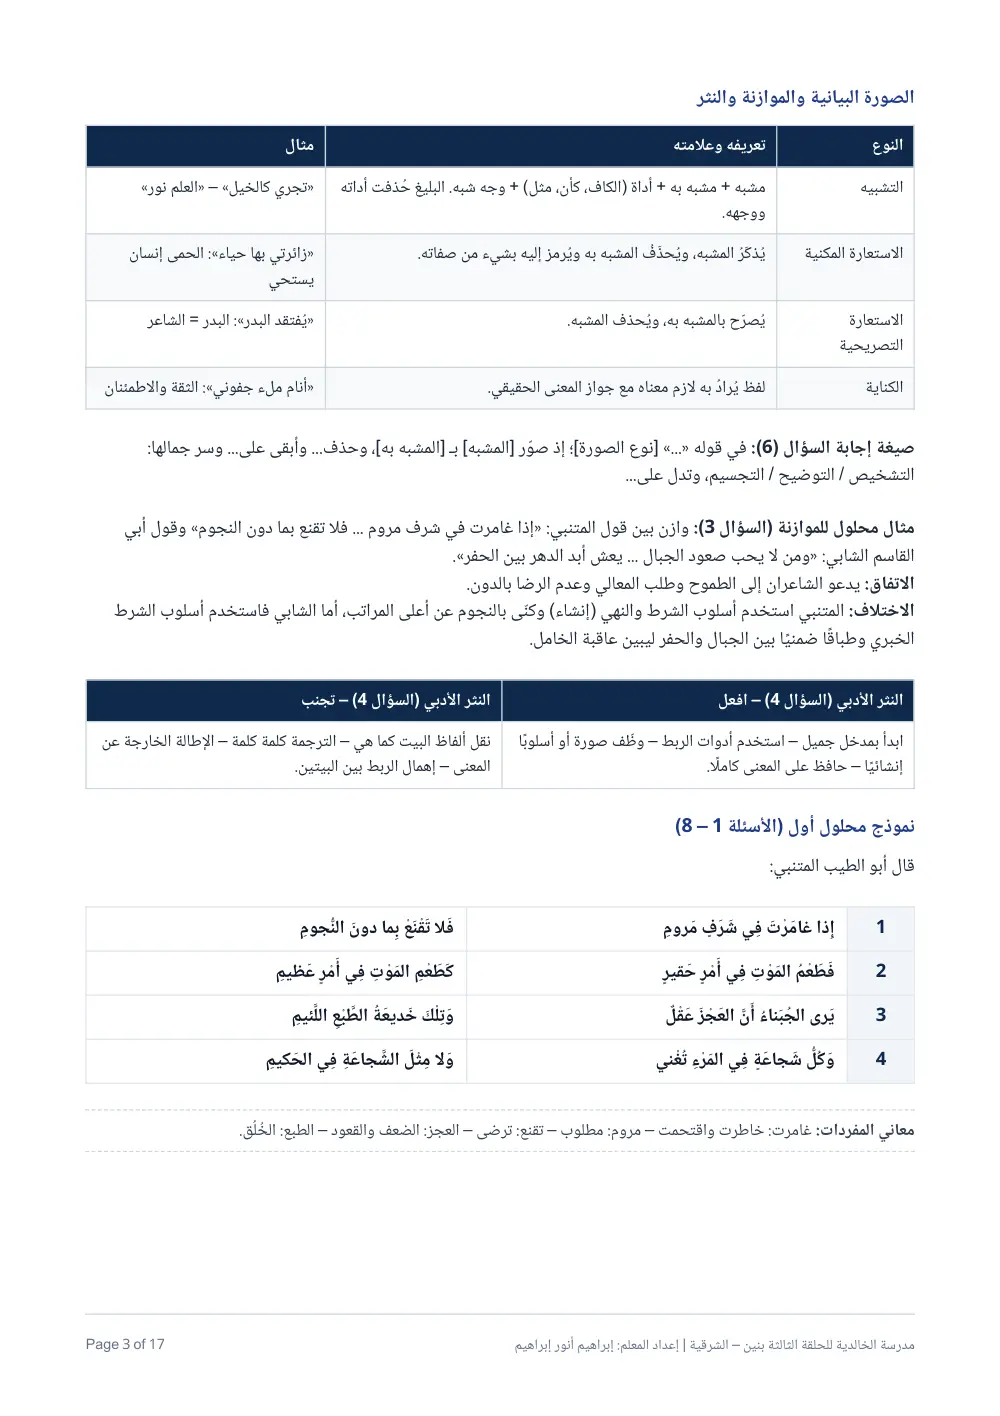 الصورة البيانية والموازنة والنثر
النوع
تعريفه وعلامته
مثال
التشبيه
مشبه + مشبه به + أداة (الكاف، كأن، مثل) + وجه شبه. البليغ حُذفت أداته
ووجهه.
«تجري كالخيل» – «العلم نور»
الاستعارة المكنية
يُذكَرُ المشبه، ويُحذَفُ المشبه به ويُرمز إليه بشيء من صفاته.
«زائرتي بها حياء»: الحمى إنسان
يستحي
الاستعارة
التصريحية
يُصرّح بالمشبه به، ويُحذف المشبه.
«يُفتقد البدر»: البدر = الشاعر
الكناية
لفظ يُرادُ به لازم معناه مع جواز المعنى الحقيقي.
«أنام ملء جفوني»: الثقة والاطمئنان
صيغة إجابة السؤال (6): في قوله «...» [نوع الصورة]؛ إذ صوّر [المشبه] بـ [المشبه به]، وحذف... وأبقى على... وسر جمالها:
التشخيص / التوضيح / التجسيم، وتدل على...
مثال محلول للموازنة (السؤال 3): وازن بين قول المتنبي: «إذا غامرت في شرف مروم ... فلا تقنع بما دون النجوم» وقول أبي
القاسم الشابي: «ومن لا يحب صعود الجبال ... يعش أبد الدهر بين الحفر».
الاتفاق: يدعو الشاعران إلى الطموح وطلب المعالي وعدم الرضا بالدون.
الاختلاف: المتنبي استخدم أسلوب الشرط والنهي (إنشاء) وكنّى بالنجوم عن أعلى المراتب، أما الشابي فاستخدم أسلوب الشرط
الخبري وطباقًا ضمنيًا بين الجبال والحفر ليبين عاقبة الخامل.
النثر الأدبي (السؤال 4) – افعل
النثر الأدبي (السؤال 4) – تجنب
ابدأ بمدخل جميل – استخدم أدوات الربط – وظّف صورة أو أسلوبًا
إنشائيًا – حافظ على المعنى كاملًا.
نقل ألفاظ البيت كما هي – الترجمة كلمة كلمة – الإطالة الخارجة عن
المعنى – إهمال الربط بين البيتين.
نموذج محلول أول (الأسئلة 1 – 8)
قال أبو الطيب المتنبي:
1 إذا غامَرْتَ فِي شَرَفٍ مَرومِ فَلا تَقْنَعْ بِما دونَ النُّجومِ
2 فَطَعْمُ المَوْتِ فِي أَمْرٍ حَقيرٍ كَطَعْمِ المَوْتِ فِي أَمْرٍ عَظيمِ
3 يَرى الجُبَناءُ أَنَّ العَجْزَ عَقْلٌ وَتِلْكَ خَديعَةُ الطَّبْعِ اللَّئيمِ
4 وَكُلُّ شَجاعَةٍ فِي المَرْءِ تُغْني وَلا مِثْلَ الشَّجاعَةِ فِي الحَكيمِ
معاني المفردات: غامرت: خاطرت واقتحمت – مروم: مطلوب – تقنع: ترضى – العجز: الضعف والقعود – الطبع: الخُلُق.
مدرسة الخالدية للحلقة الثالثة بنين – الشرقية | إعداد المعلم: إبراهيم أنور إبراهيم
Page 3 of 17